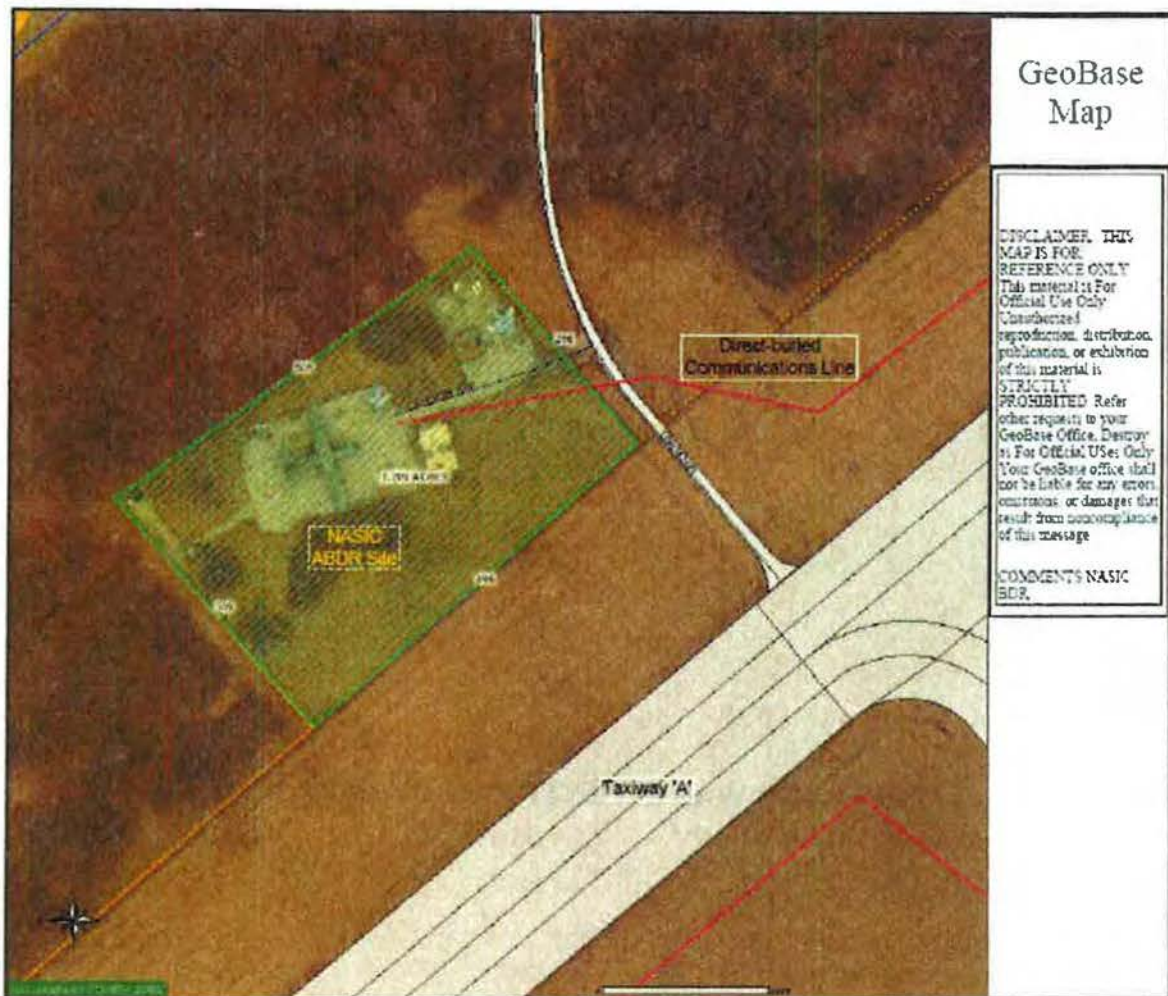 GeoBase
Map
DISCLAIMER THIS
MAP IS FOR
REFERENCE ONLY
This material is For
Official Use Only
Unauthorized
reproduction, distribution,
publication, or exhibition
of this material is
STRICTLY
PROHIBITED Refer
other requests to your
GeoBase Office. Destroy
as For Official USes Only
Your GeoBase office shall
not be liable for any errors,
omissions, or damages that
result from noncompliance
of this message
COMMENTS NASIC
BDR
Direct-buried
Communications Line
NASIC
ABDR Site
Taxiway 'A'